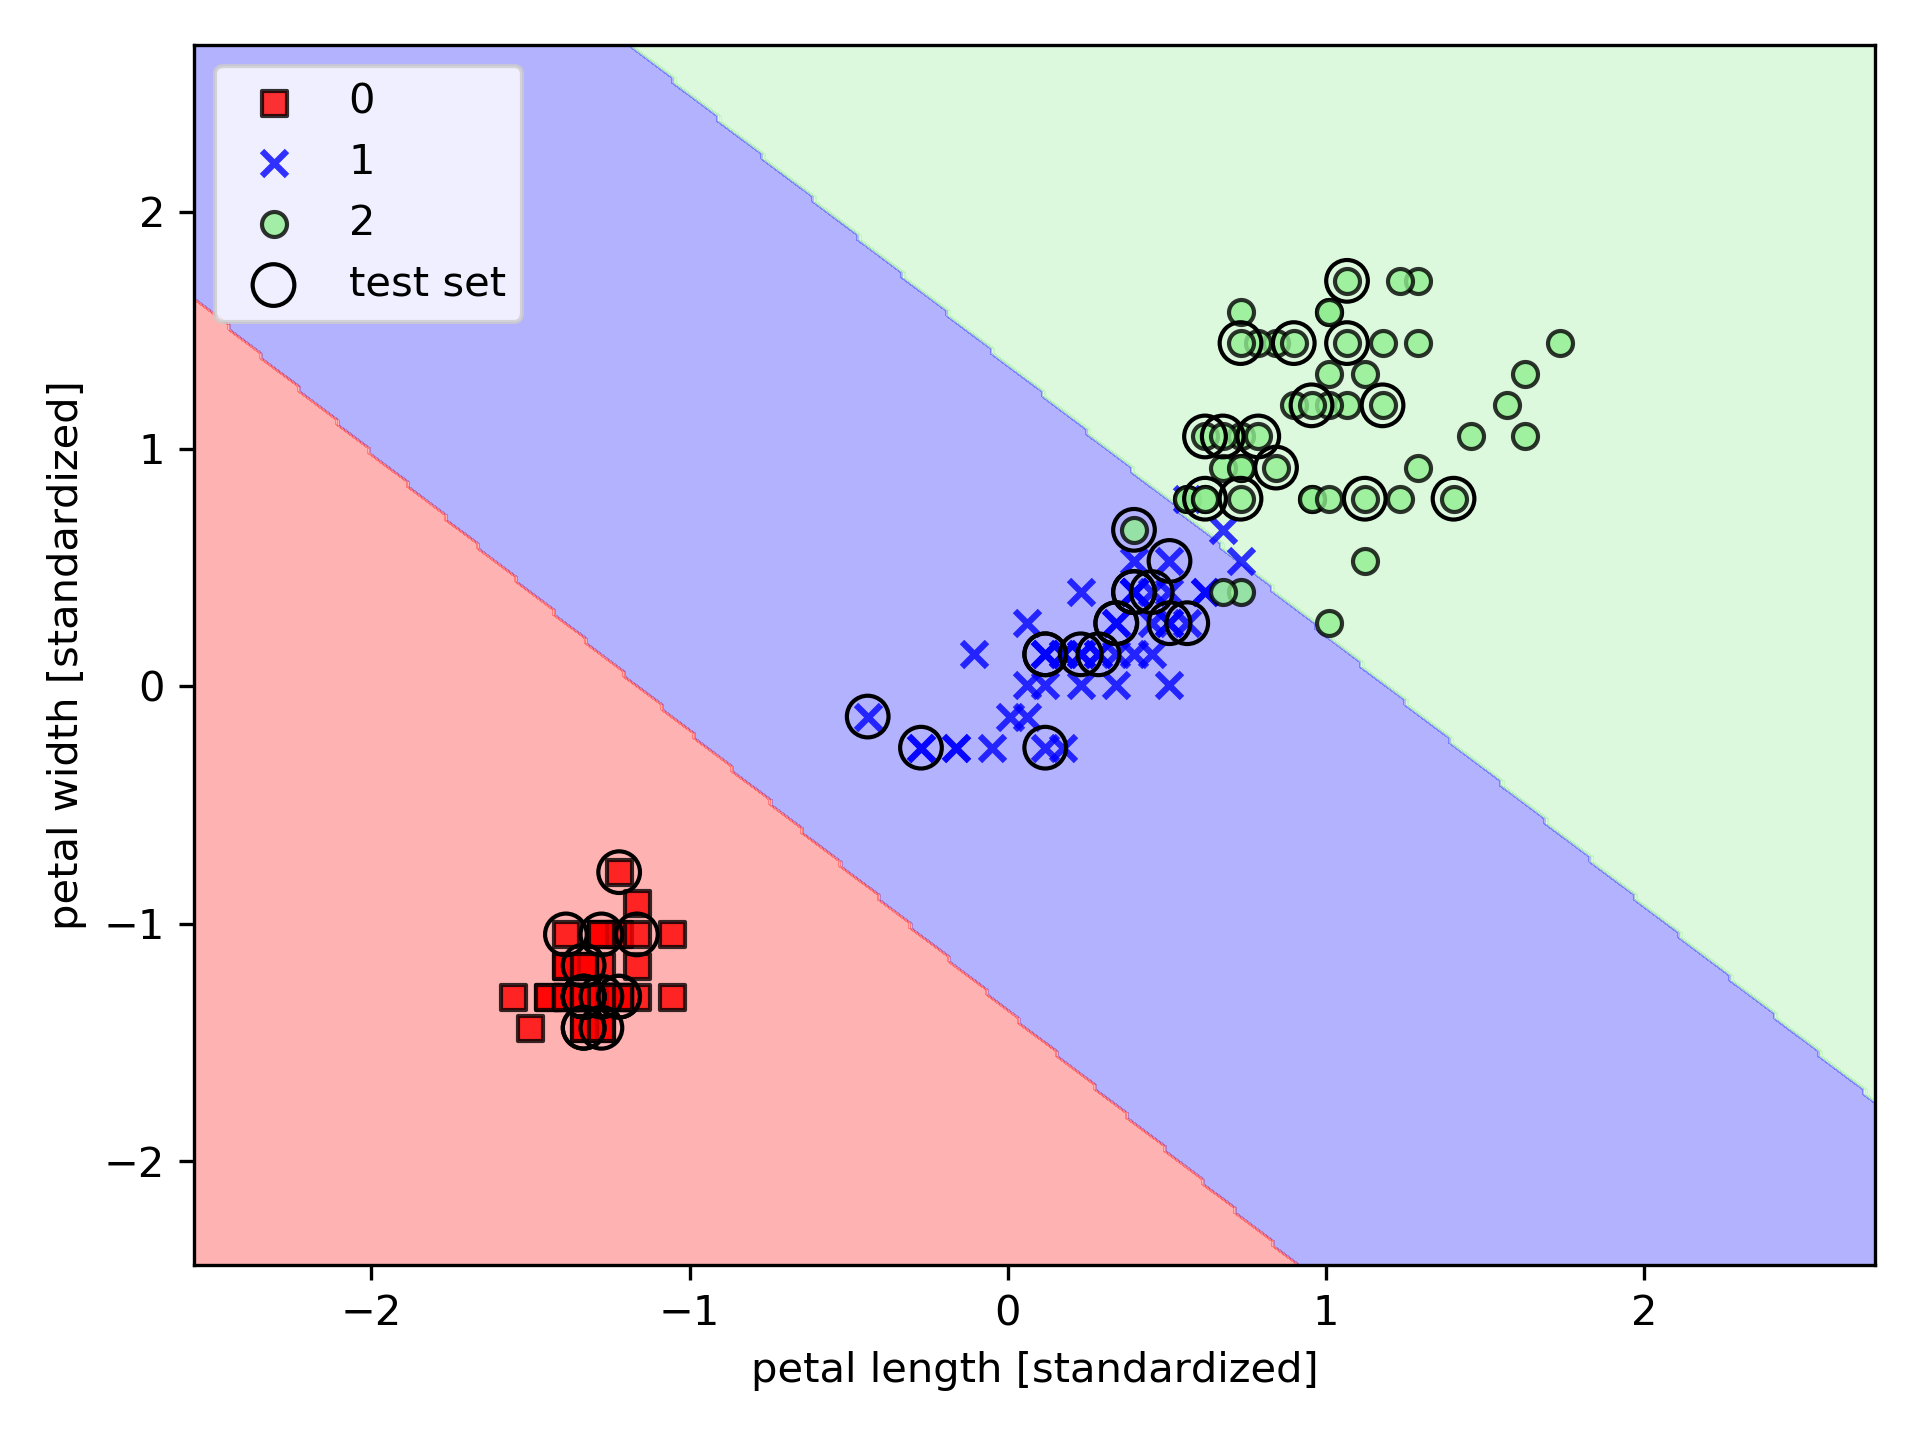 0
1
2
test set
2
1
0
−1
−2
petal width [standardized]
−2 −1 0 1 2
petal length [standardized]